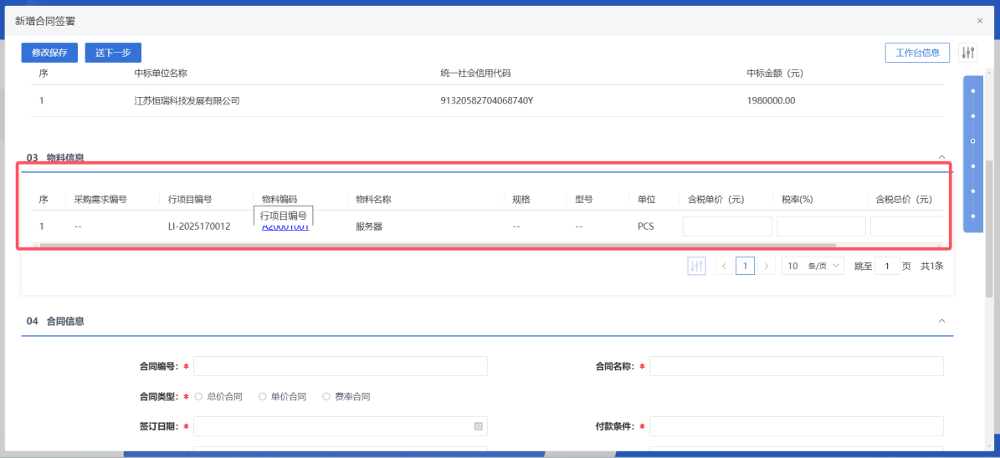 新增合同签署 ×
修改保存 送下一步 工作台信息
序 中标单位名称 统一社会信用代码 中标金额（元）
1 江苏恒瑞科技发展有限公司 91320582704068740Y 1980000.00
03 物料信息
序 采购需求编号 行项目编号 物料编码 物料名称 规格 型号 单位 含税单价（元） 税率(%) 含税总价（元）
行项目编号
1 -- LI-2025170012 A20001001 服务器 -- -- PCS
1 10 条/页 跳至 1 页 共1条
04 合同信息
合同编号：* 合同名称：*
合同类型：* 总价合同 单价合同 费率合同
签订日期：* 付款条件：*